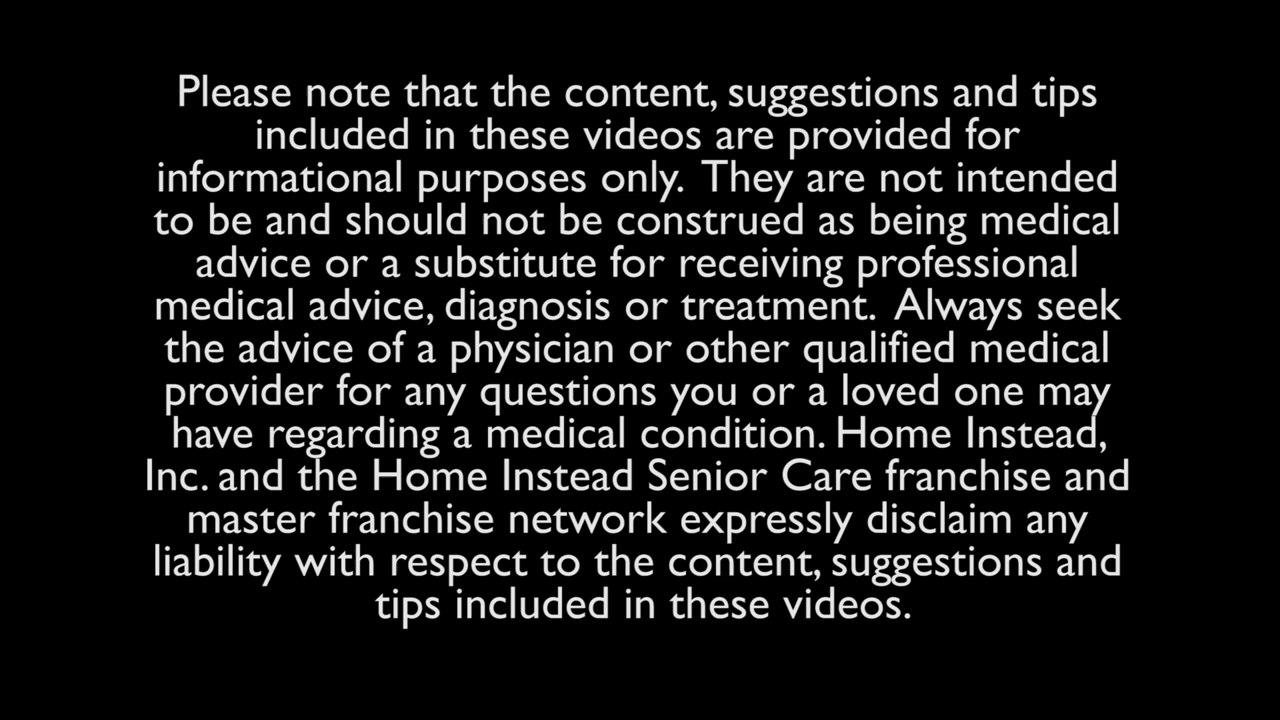 Please note that the content, suggestions and tips
included in these videos are provided for
informational purposes only. They are not intended
to be and should not be construed as being medical
advice or a substitute for receiving professional
medical advice, diagnosis or treatment. Always seek
the advice of a physician or other qualified medical
provider for any questions you or a loved one may
have regarding a medical condition. Home Instead,
Inc. and the Home Instead Senior Care franchise and
master franchise network expressly disclaim any
liability with respect to the content, suggestions and
tips included in these videos.